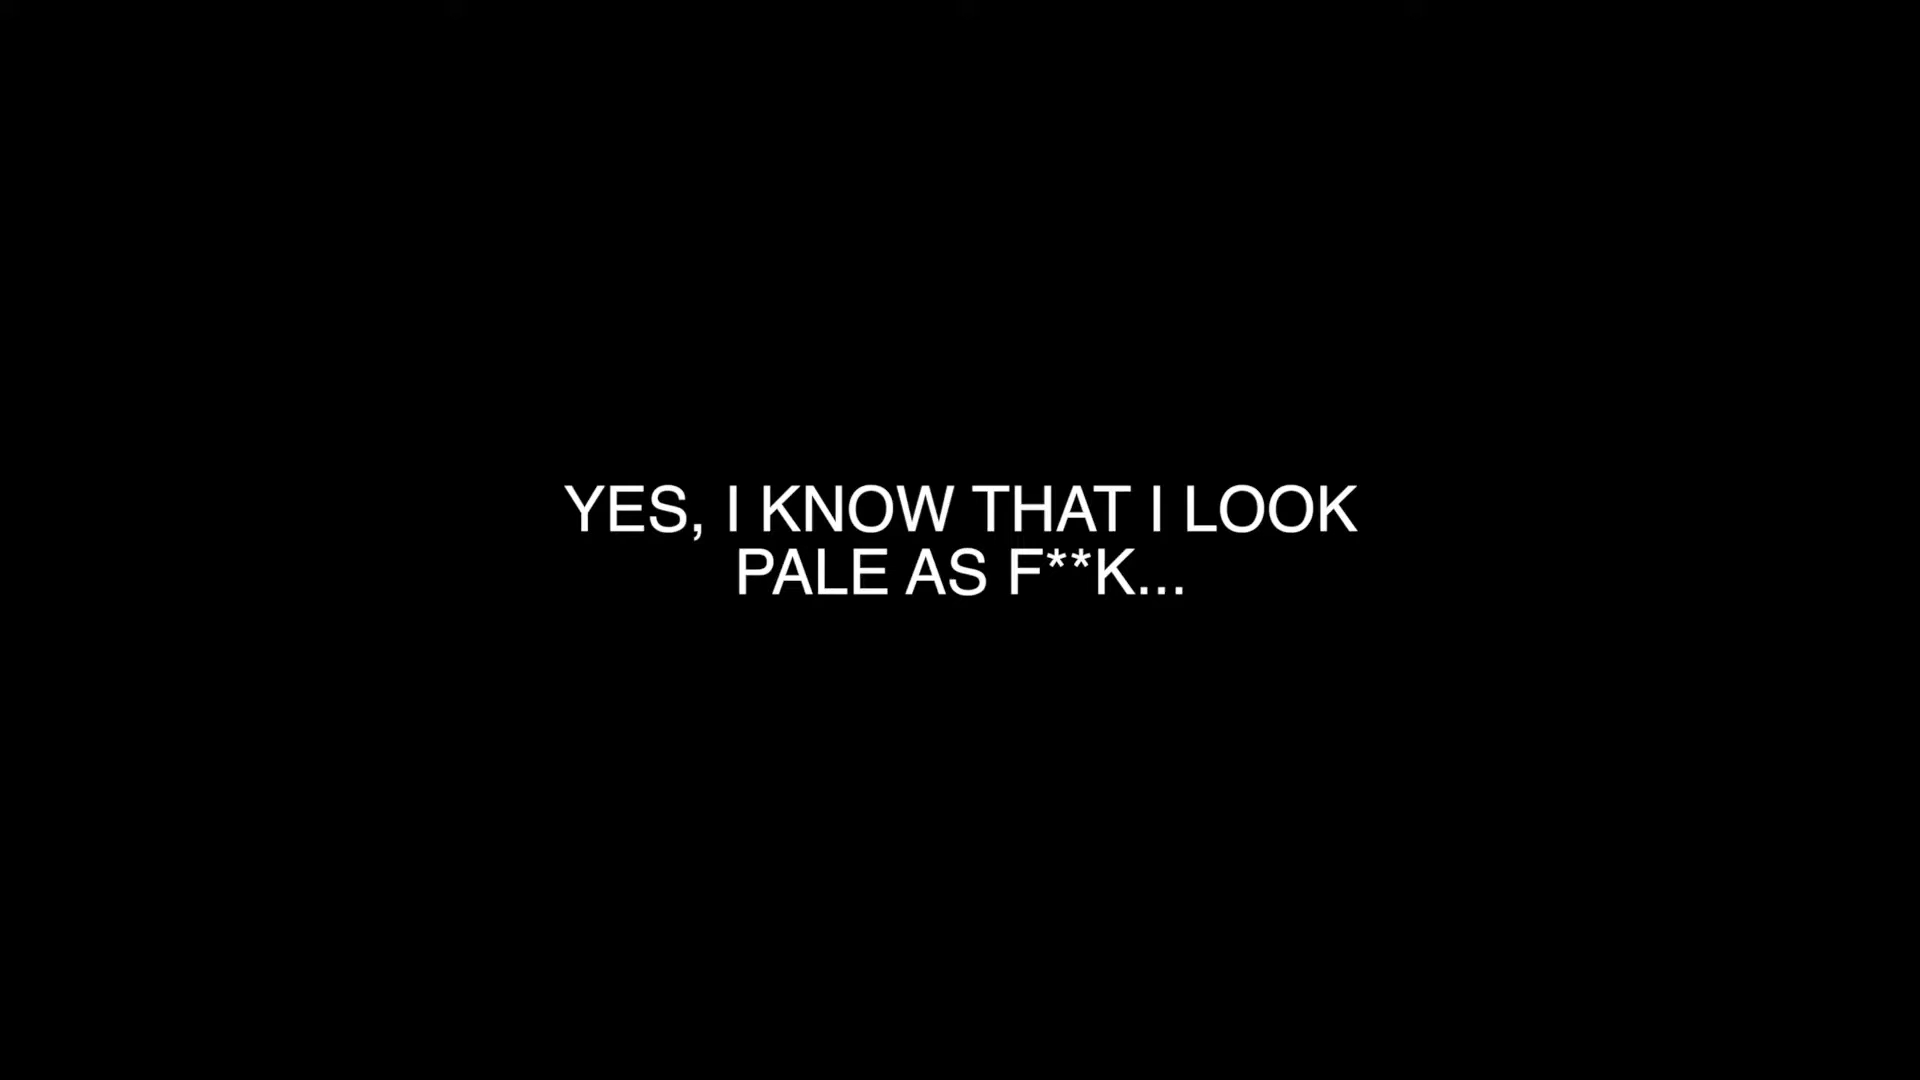 YES, I KNOW THAT I LOOK
PALE AS F**K...